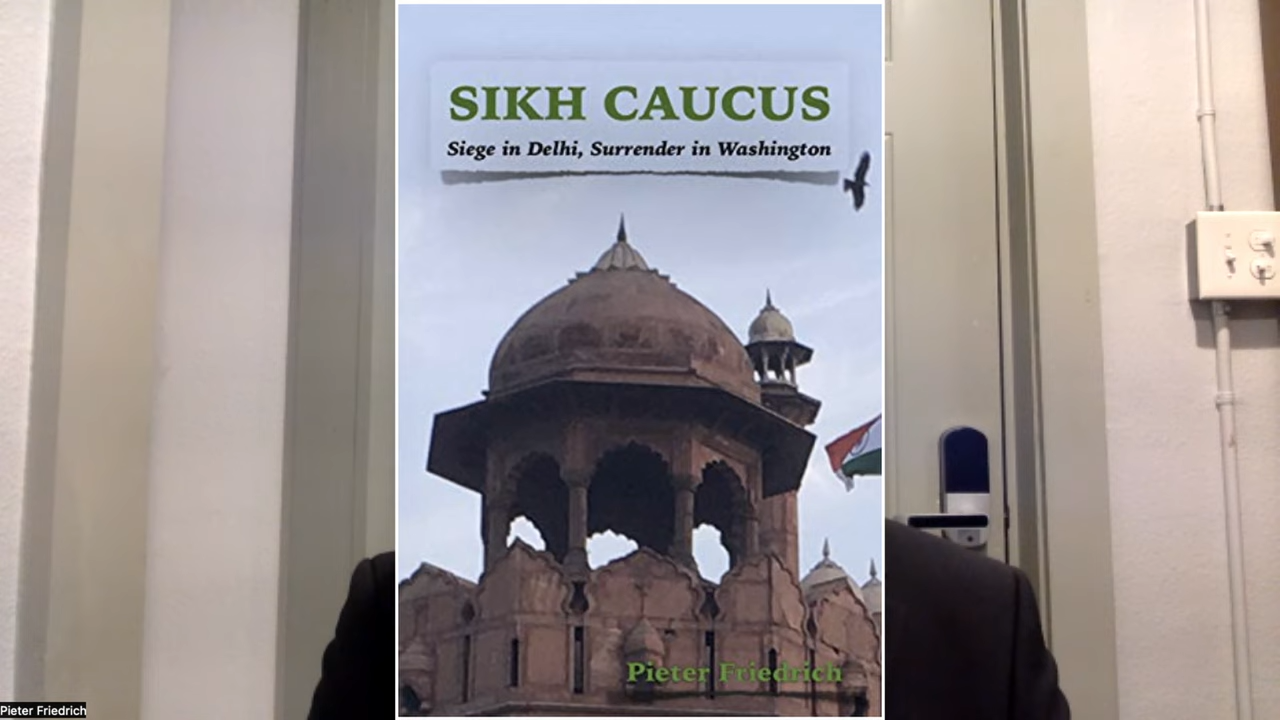 SIKH CAUCUS
Siege in Delhi, Surrender in Washington
Pieter Friedrich
Pieter Friedrich